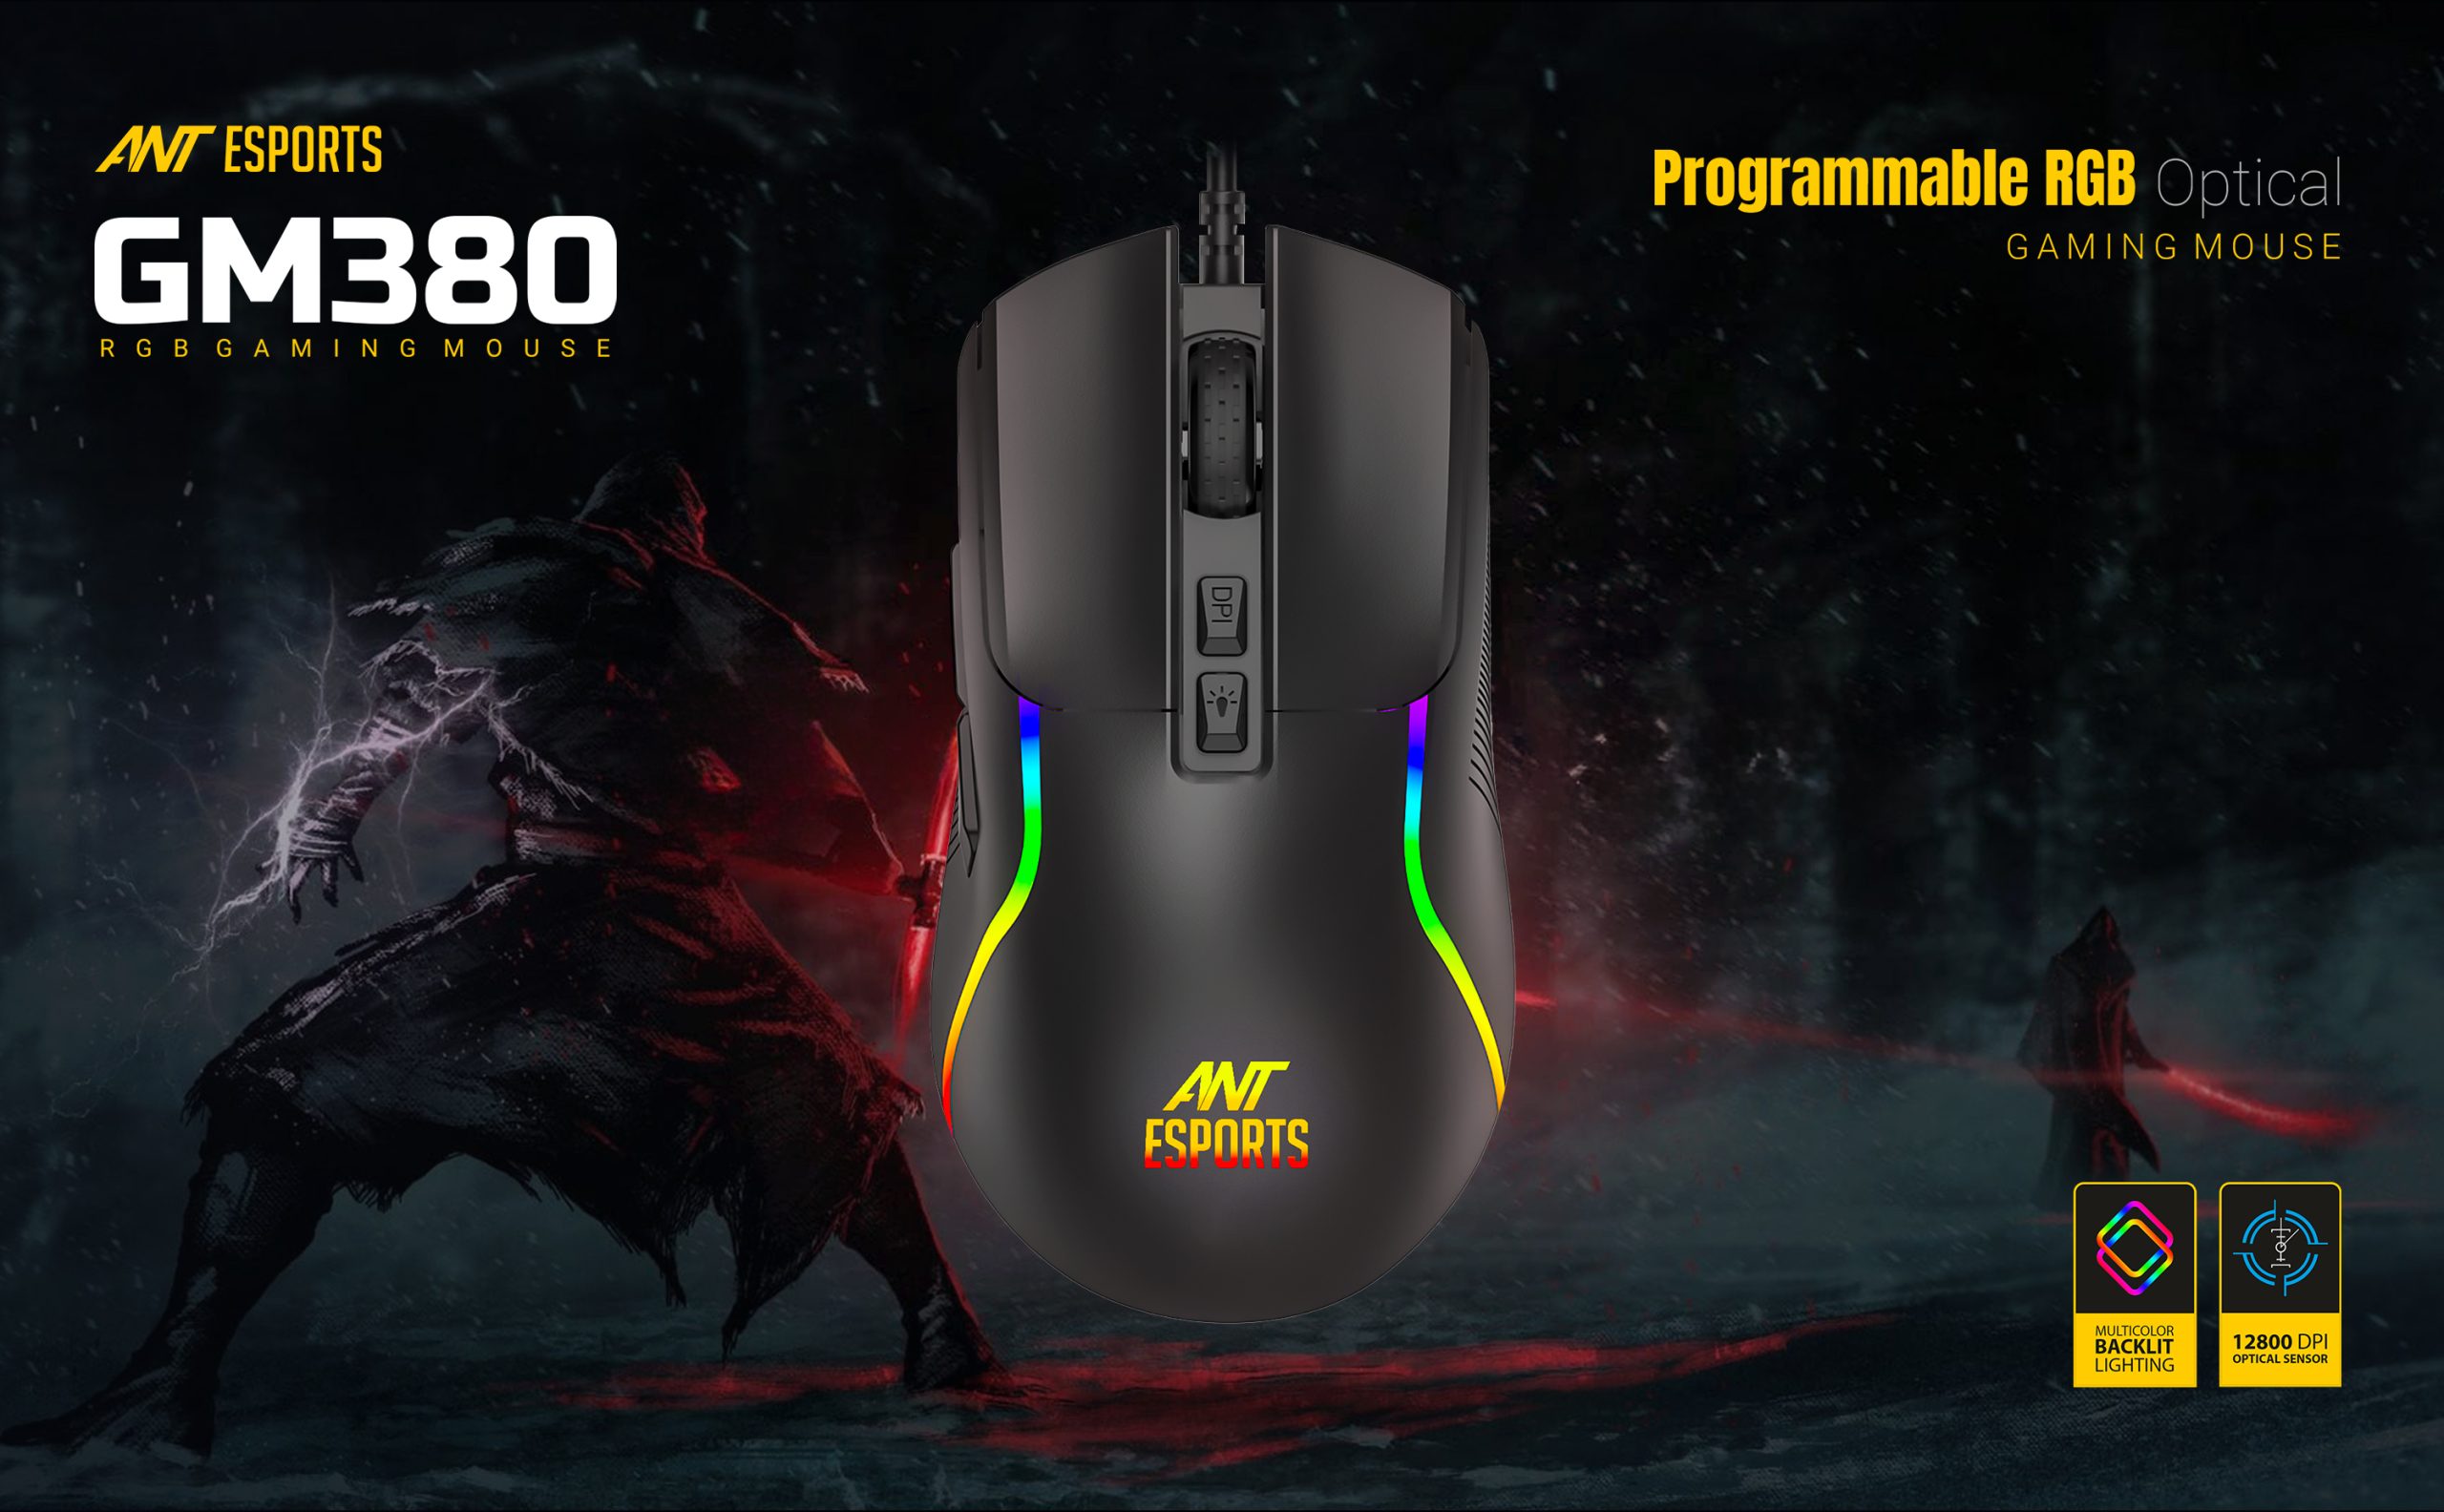 ANT ESPORTS
GM380
RGB GAMING MOUSE
Programmable RGB Optical
GAMING MOUSE
DPI
ANT
ESPORTS
MULTICOLOR
BACKLIT
LIGHTING
12800 DPI
OPTICAL SENSOR